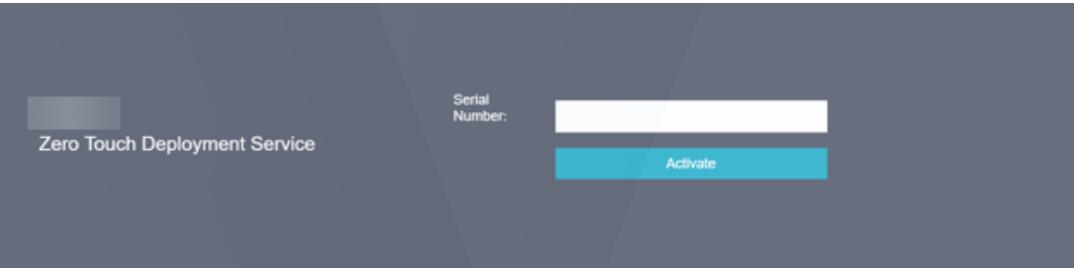 Zero Touch Deployment Service
Serial
Number:
Activate